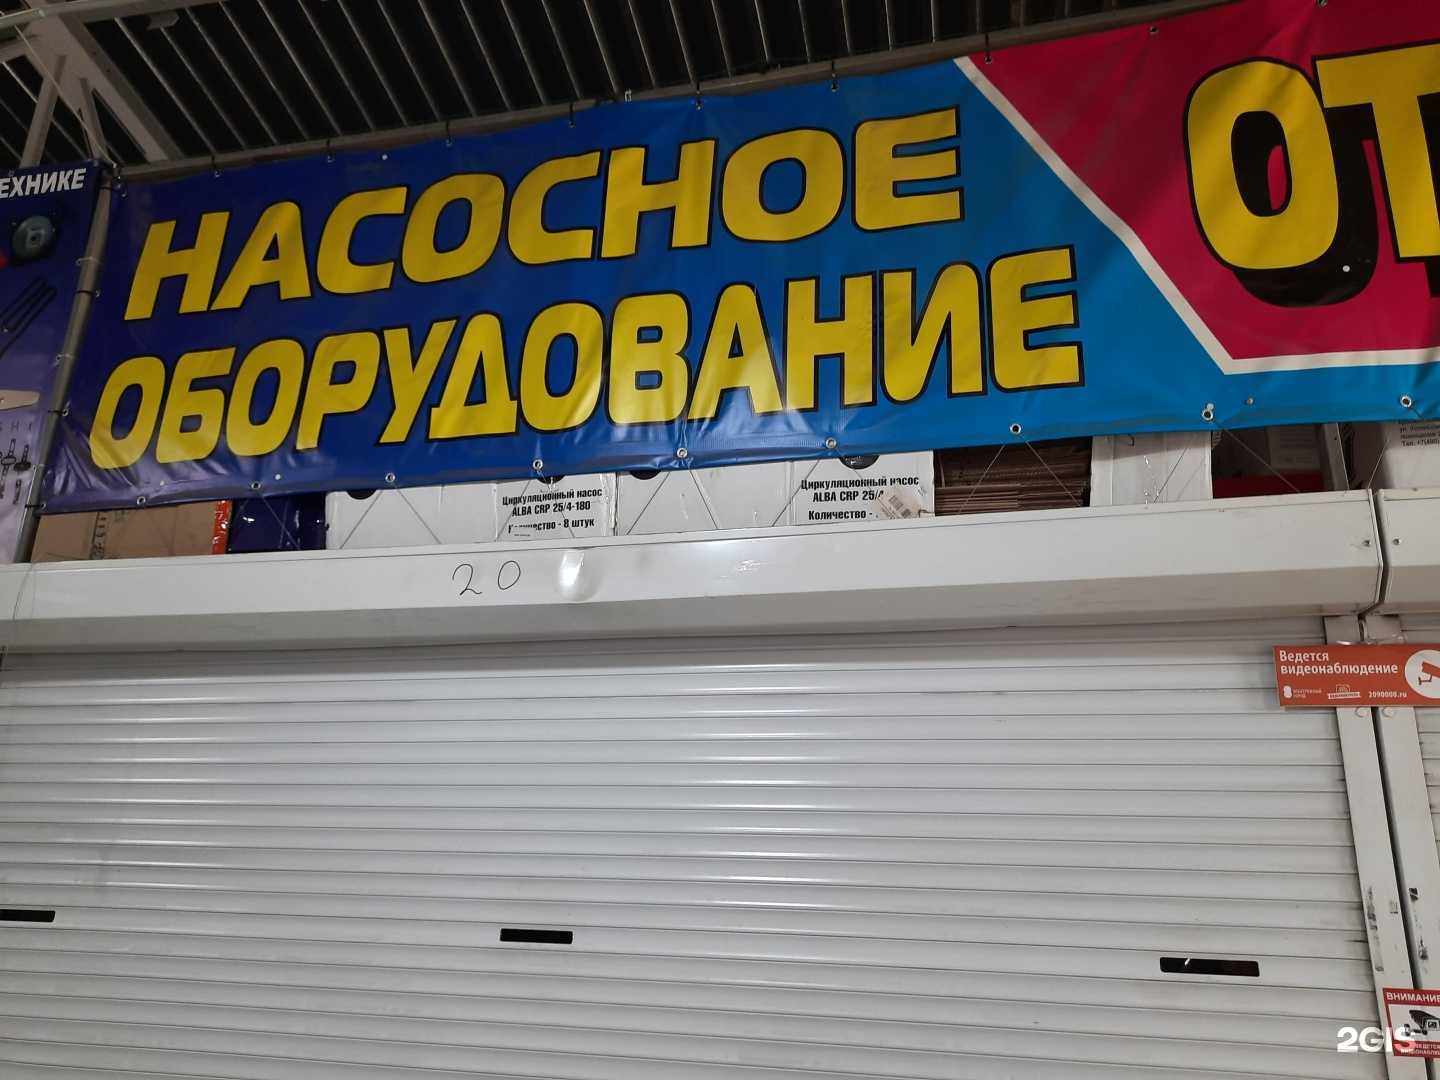 ЕХНИКЕ
НАСОСНОЕ
ОБОРУДОВАНИЕ
ОТ
Циркуляционный насос
ALBA CRP 25/4-180
Количество - 8 штук
Циркуляционный насос
ALBA CRP 25/4
Количество -
20
Ведется
видеонаблюдение
2090000.ru
ВНИМАНИЕ
2GIS